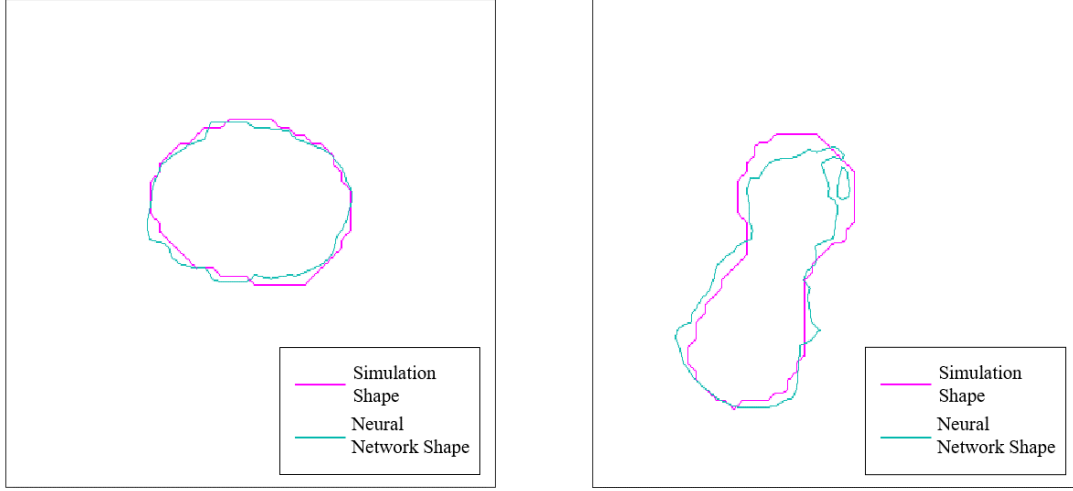 Simulation
Shape
Neural
Network Shape
Simulation
Shape
Neural
Network Shape